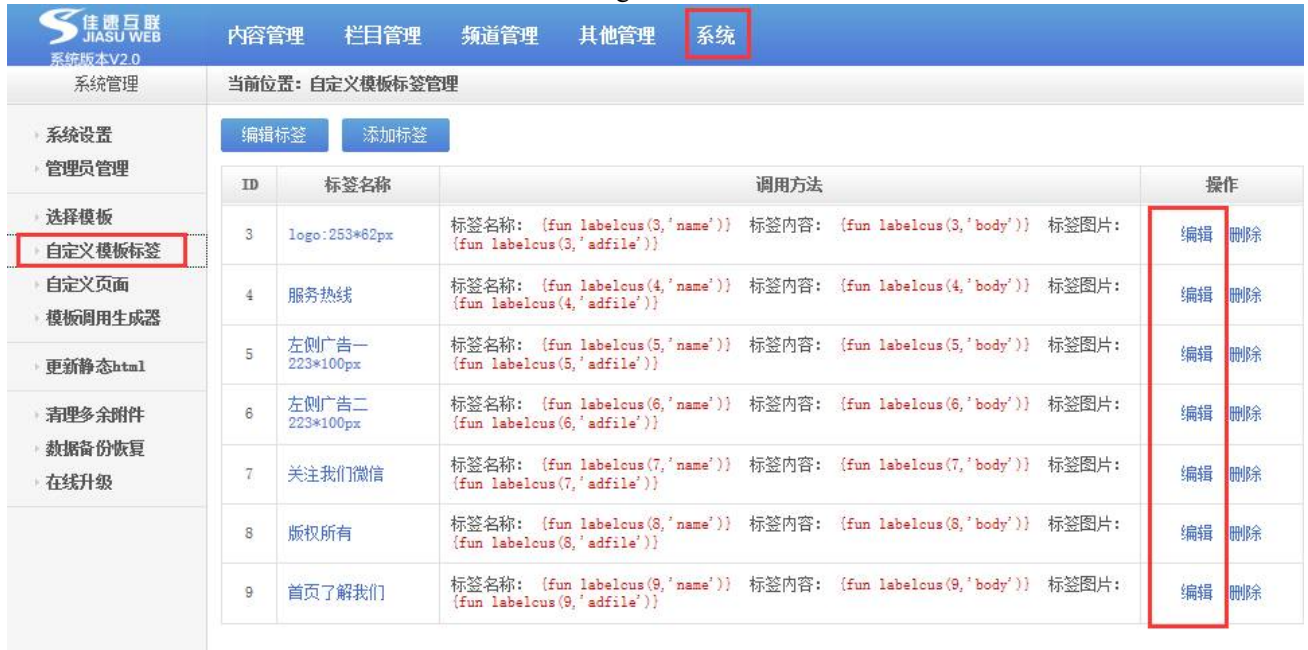 佳速互联
JIASU WEB
系统版本V2.0
内容管理 栏目管理 频道管理 其他管理 系统
系统管理
当前位置：自定义模板标签管理
系统设置
管理员管理
选择模板
自定义模板标签
自定义页面
模板调用生成器
更新静态html
清理多余附件
数据备份恢复
在线升级
编辑标签 添加标签
ID 标签名称 调用方法 操作
3 logo:253*62px 标签名称： {fun labelcus(3,'name')} 标签内容： {fun labelcus(3,'body')} 标签图片：
{fun labelcus(3,'adfile')} 编辑 删除
4 服务热线 标签名称： {fun labelcus(4,'name')} 标签内容： {fun labelcus(4,'body')} 标签图片：
{fun labelcus(4,'adfile')} 编辑 删除
5 左侧广告一
223*100px 标签名称： {fun labelcus(5,'name')} 标签内容： {fun labelcus(5,'body')} 标签图片：
{fun labelcus(5,'adfile')} 编辑 删除
6 左侧广告二
223*100px 标签名称： {fun labelcus(6,'name')} 标签内容： {fun labelcus(6,'body')} 标签图片：
{fun labelcus(6,'adfile')} 编辑 删除
7 关注我们微信 标签名称： {fun labelcus(7,'name')} 标签内容： {fun labelcus(7,'body')} 标签图片：
{fun labelcus(7,'adfile')} 编辑 删除
8 版权所有 标签名称： {fun labelcus(8,'name')} 标签内容： {fun labelcus(8,'body')} 标签图片：
{fun labelcus(8,'adfile')} 编辑 删除
9 首页了解我们 标签名称： {fun labelcus(9,'name')} 标签内容： {fun labelcus(9,'body')} 标签图片：
{fun labelcus(9,'adfile')} 编辑 删除